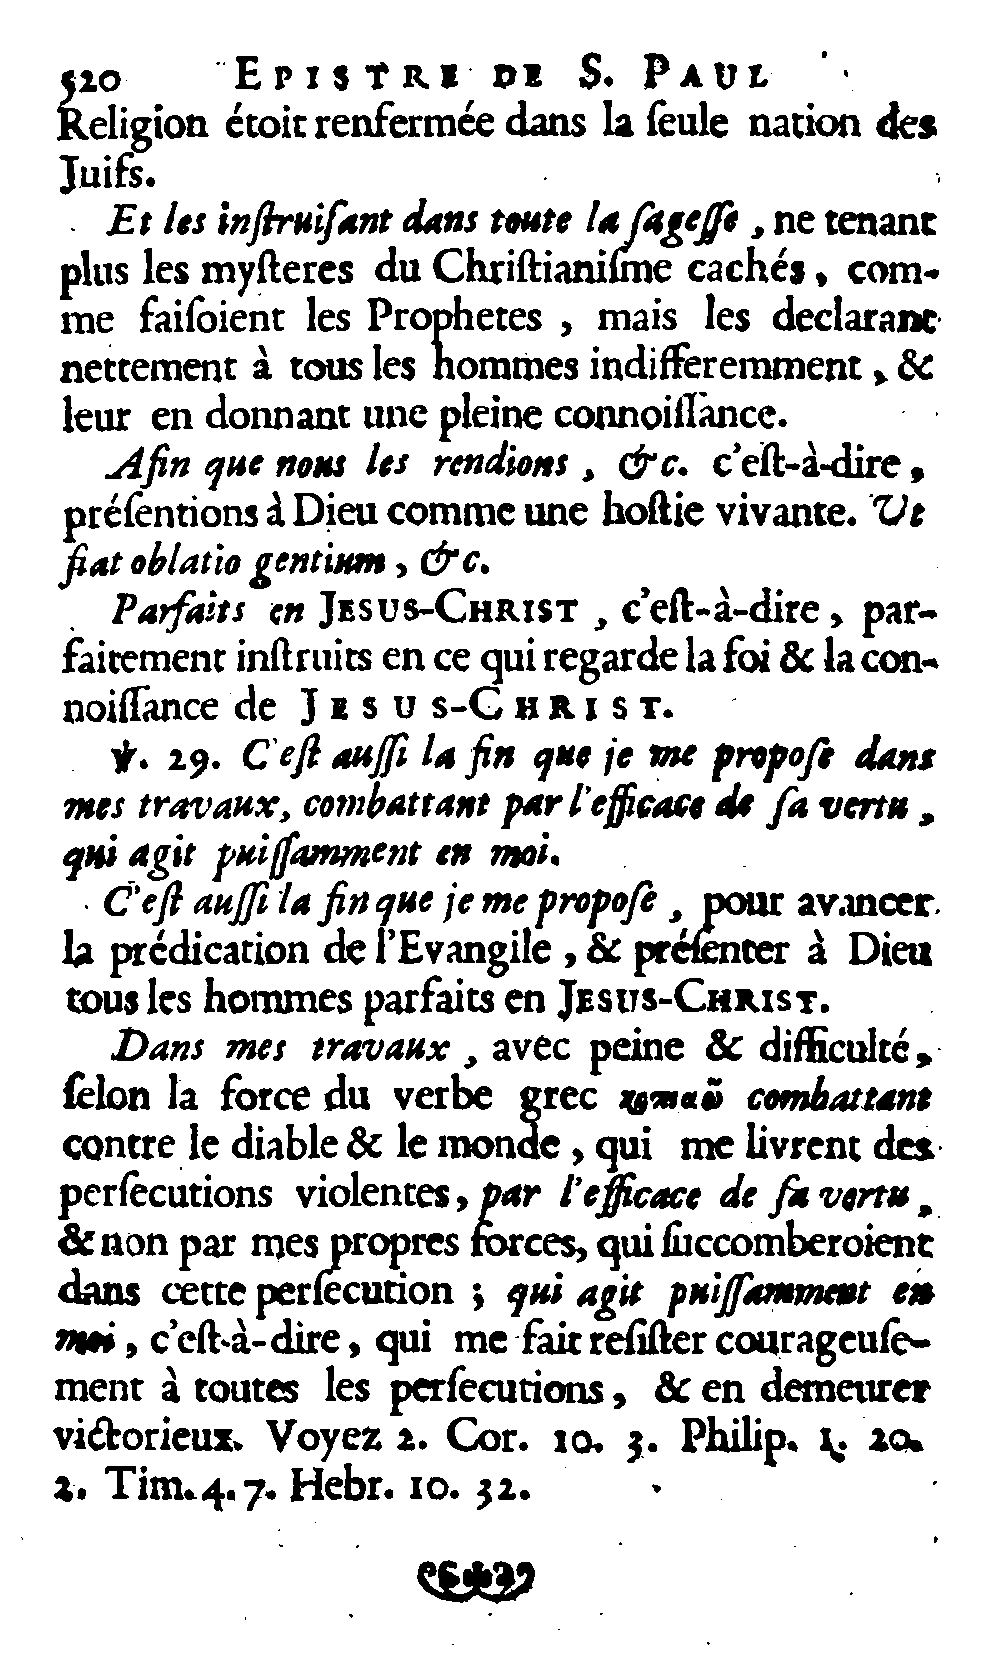 520 EPISTRE DE S. PAUL
Religion étoit renfermée dans la ſeule nation des
Juifs.
Et les inſtruiſant dans toute la ſageſſe, ne tenant
plus les myſteres du Chriſtianiſme cachés, com-
me faiſoient les Prophetes, mais les declarant
nettement à tous les hommes indifferemment, &
leur en donnant une pleine connoiſſance.
Afin que nous les rendions, &c. c'eſt-à-dire,
préſentions à Dieu comme une hoſtie vivante. Ut
fiat oblatio gentium, &c.
Parfaits en JESUS-CHRIST, c'eſt-à-dire, par-
faitement inſtruits en ce qui regarde la foi & la con-
noiſſance de JESUS-CHRIST.
℣. 29. C'eſt auſſi la fin que je me propoſe dans
mes travaux, combattant par l'efficace de ſa vertu,
qui agit puiſſamment en moi.
C'eſt auſſi la fin que je me propoſe, pour avancer
la prédication de l'Evangile, & préſenter à Dieu
tous les hommes parfaits en JESUS-CHRIST.
Dans mes travaux, avec peine & difficulté,
ſelon la force du verbe grec combattant
contre le diable & le monde, qui me livrent des
perſecutions violentes, par l'efficace de ſa vertu,
& non par mes propres forces, qui ſuccomberoient
dans cette perſecution; qui agit puiſſamment en
moi, c'eſt-à-dire, qui me fait reſiſter courageuſe-
ment à toutes les perſecutions, & en demeurer
victorieux. Voyez 2. Cor. 10. 3. Philip. 1. 20.
2. Tim. 4. 7. Hebr. 10. 32.